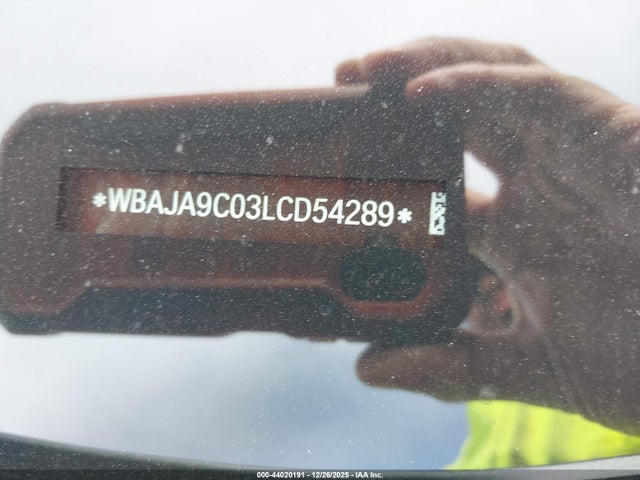 *WBAJA9C03LCD54289*
000-44020191 - 12/26/2025 - IAA Inc.